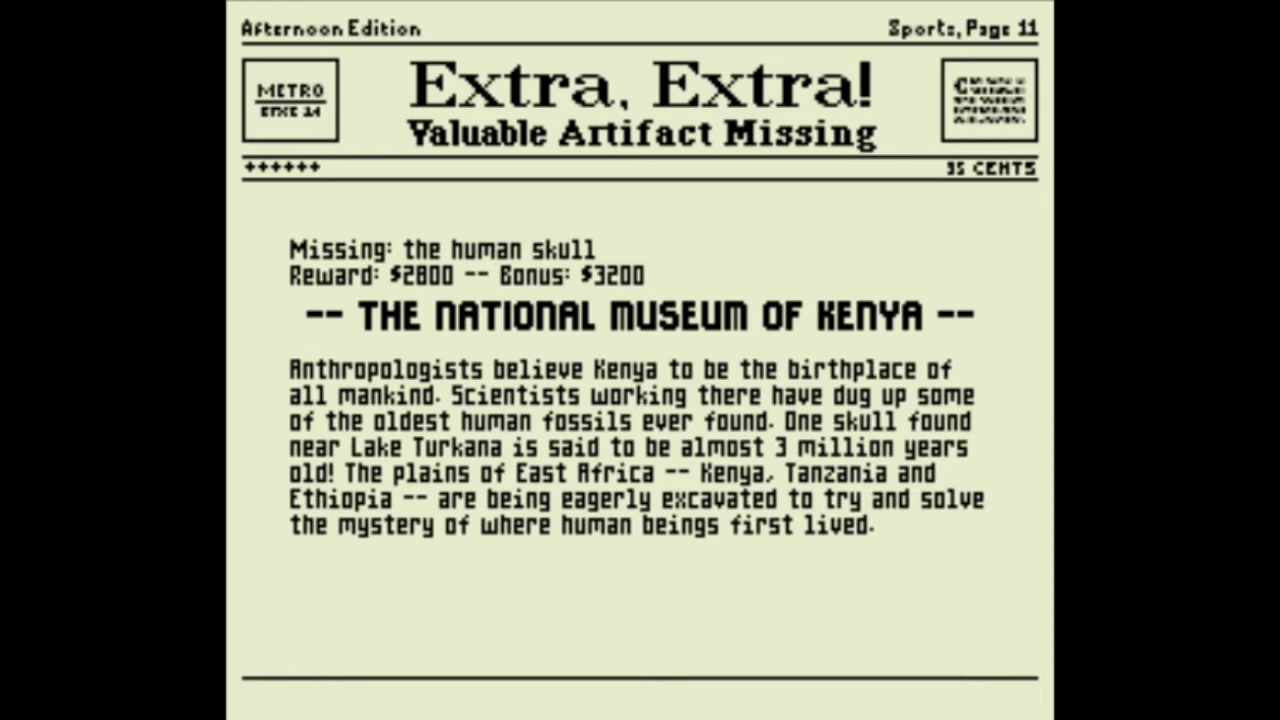 Afternoon Edition
Sports, Page 11
METRO
Extra, Extra!
Valuable Artifact Missing
++++++
35 CENTS
Missing: the human skull
Reward: $2800 -- Bonus: $3200
-- THE NATIONAL MUSEUM OF KENYA --
Anthropologists believe Kenya to be the birthplace of
all mankind. Scientists working there have dug up some
of the oldest human fossils ever found. One skull found
near Lake Turkana is said to be almost 3 million years
old! The plains of East Africa -- Kenya, Tanzania and
Ethiopia -- are being eagerly excavated to try and solve
the mystery of where human beings first lived.